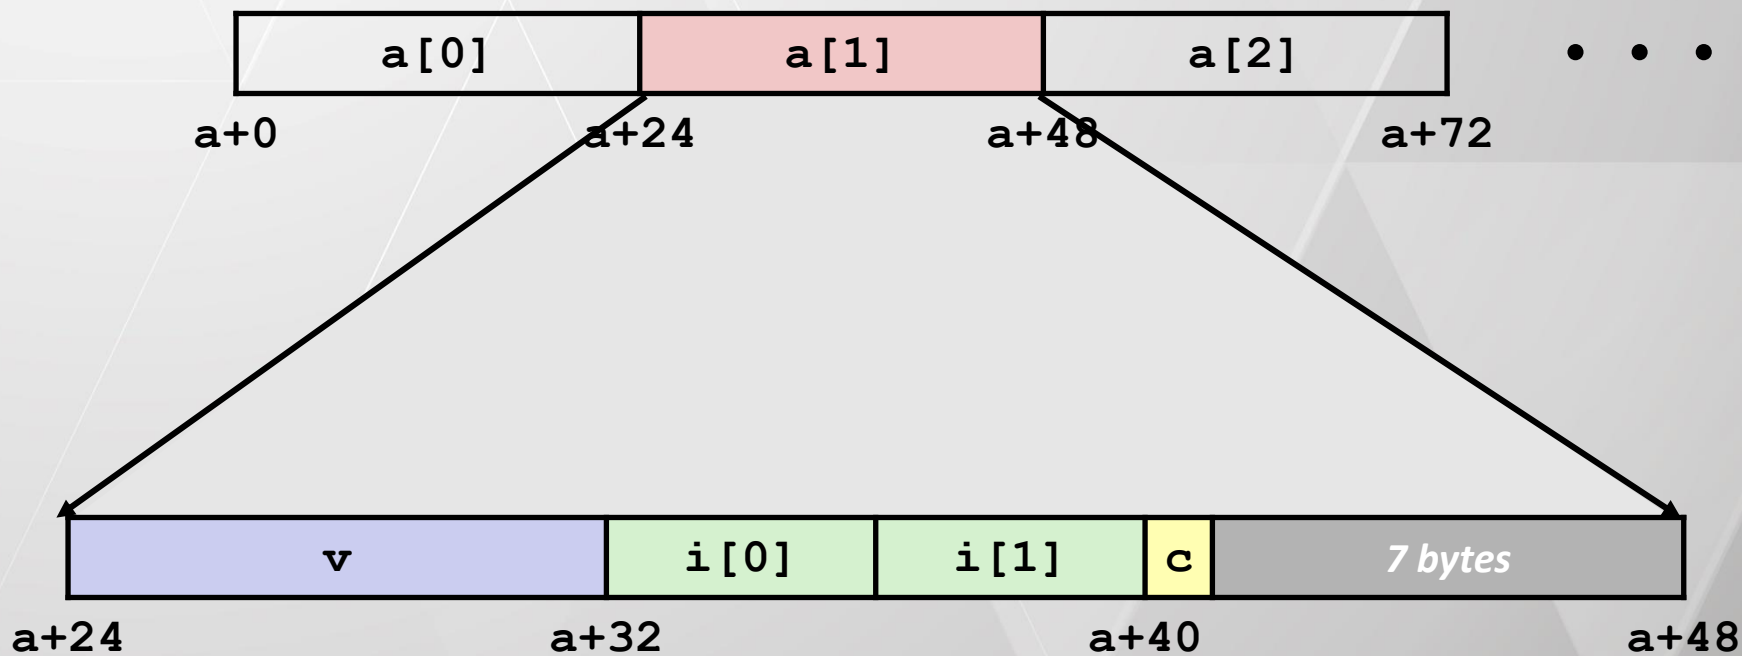 a[0] a[1] a[2] • • •
a+0 a+24 a+48 a+72
v i[0] i[1] c 7 bytes
a+24 a+32 a+40 a+48